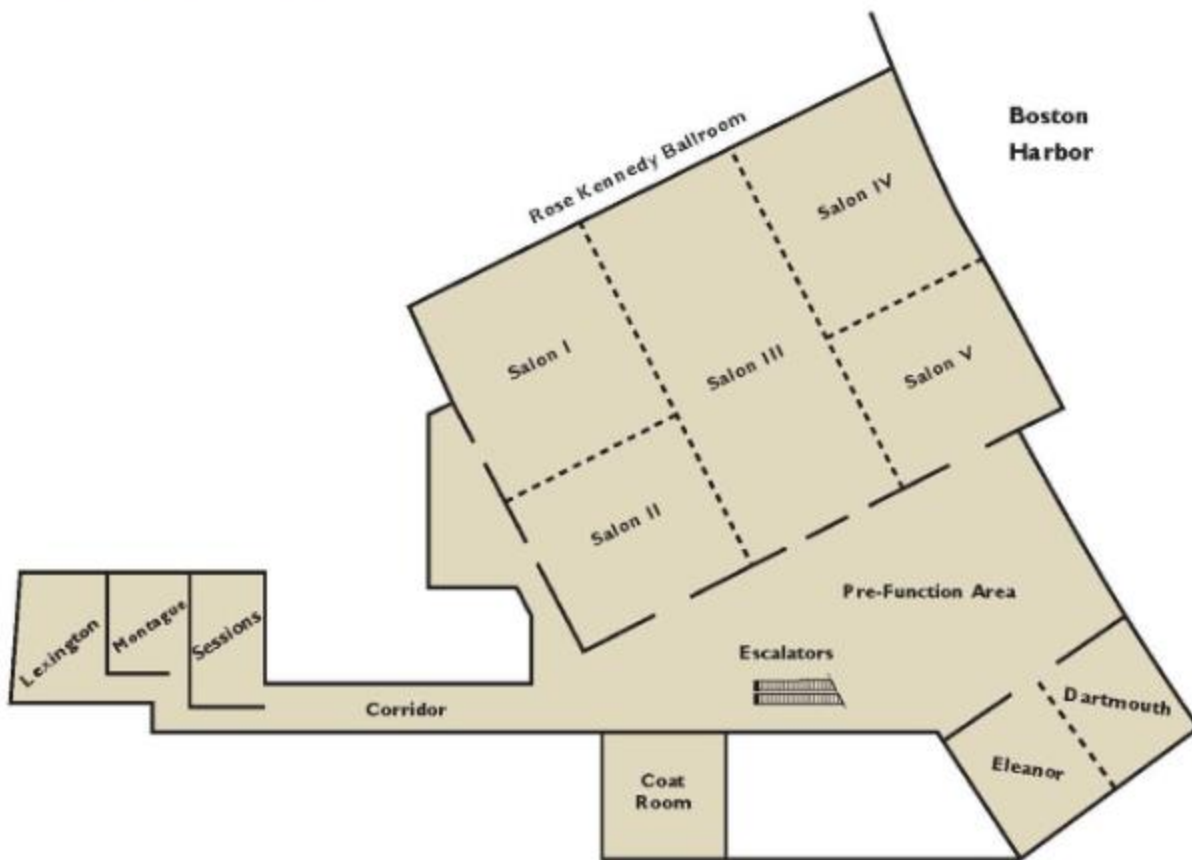 Boston
Harbor
Rose Kennedy Ballroom
Salon IV
Salon I
Salon III
Salon V
Salon II
Pre-Function Area
Lexington
Montague
Sessions
Escalators
Corridor
Dartmouth
Eleanor
Coat
Room